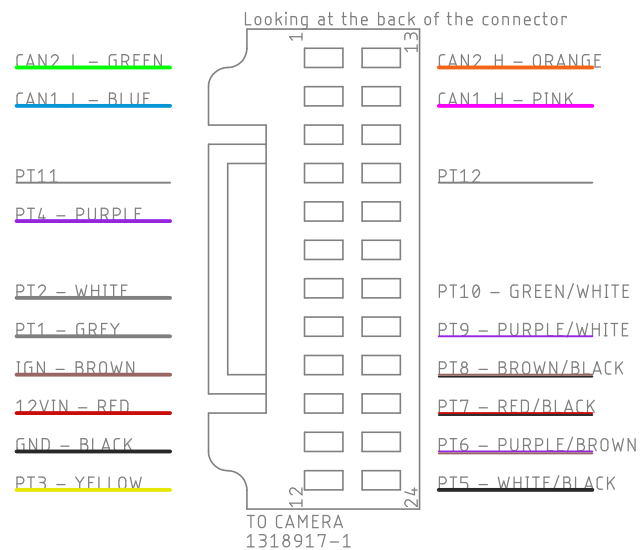 Looking at the back of the connector
1 13
CAN2 L - GREEN CAN2 H - ORANGE
CAN1 L - BLUE CAN1 H - PINK
PT11 PT12
PT4 - PURPLE
PT2 - WHITE PT10 - GREEN/WHITE
PT1 - GREY PT9 - PURPLE/WHITE
IGN - BROWN PT8 - BROWN/BLACK
12VIN - RED PT7 - RED/BLACK
GND - BLACK PT6 - PURPLE/BROWN
PT3 - YELLOW PT5 - WHITE/BLACK
12 24
TO CAMERA
1318917-1